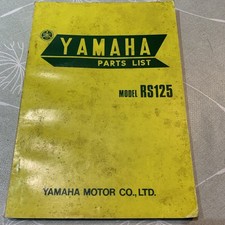 YAMAHA
PARTS LIST
MODEL RS125
YAMAHA MOTOR CO., LTD.